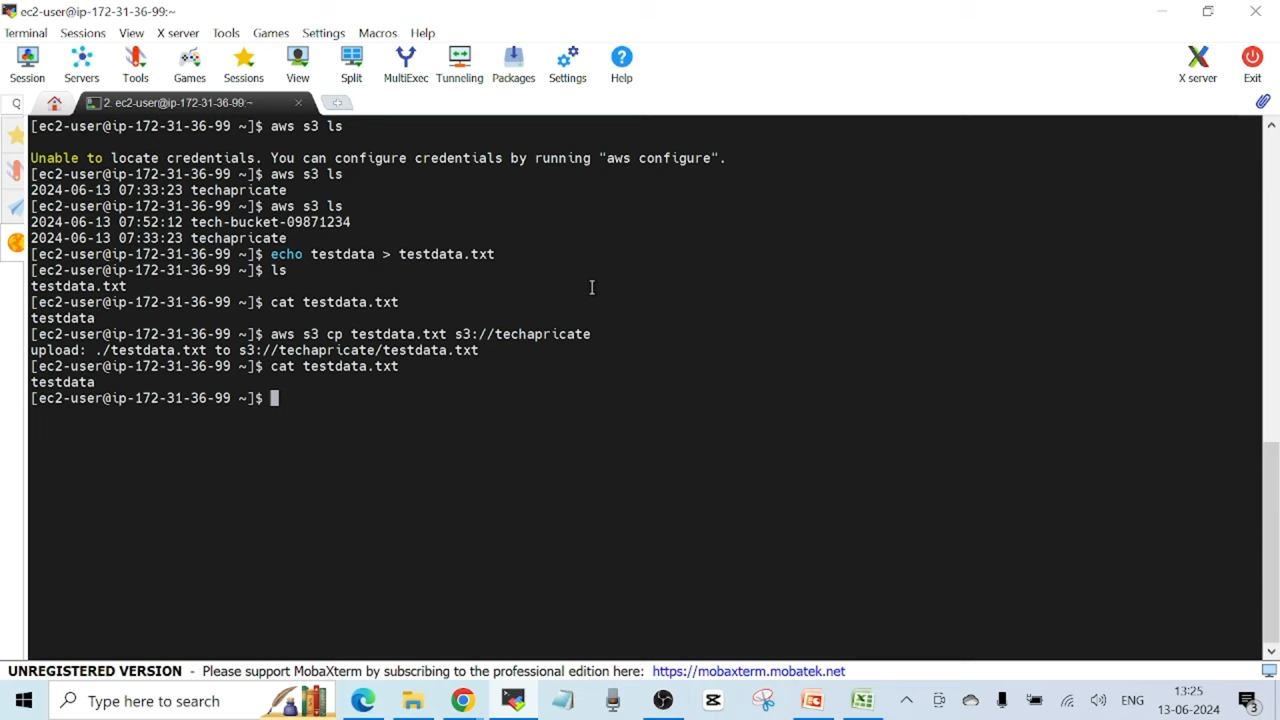 ec2-user@ip-172-31-36-99:~
Terminal Sessions View X server Tools Games Settings Macros Help
Session Servers Tools Games Sessions View Split MultiExec Tunneling Packages Settings Help X server Exit
Q 2. ec2-user@ip-172-31-36-99:~
[ec2-user@ip-172-31-36-99 ~]$ aws s3 ls
Unable to locate credentials. You can configure credentials by running "aws configure".
[ec2-user@ip-172-31-36-99 ~]$ aws s3 ls
2024-06-13 07:33:23 techapricate
[ec2-user@ip-172-31-36-99 ~]$ aws s3 ls
2024-06-13 07:52:12 tech-bucket-09871234
2024-06-13 07:33:23 techapricate
[ec2-user@ip-172-31-36-99 ~]$ echo testdata > testdata.txt
[ec2-user@ip-172-31-36-99 ~]$ ls
testdata.txt
[ec2-user@ip-172-31-36-99 ~]$ cat testdata.txt
testdata
[ec2-user@ip-172-31-36-99 ~]$ aws s3 cp testdata.txt s3://techapricate
upload: ./testdata.txt to s3://techapricate/testdata.txt
[ec2-user@ip-172-31-36-99 ~]$ cat testdata.txt
testdata
[ec2-user@ip-172-31-36-99 ~]$
UNREGISTERED VERSION - Please support MobaXterm by subscribing to the professional edition here: https://mobaxterm.mobatek.net
Type here to search
ENG
13:25
13-06-2024
3